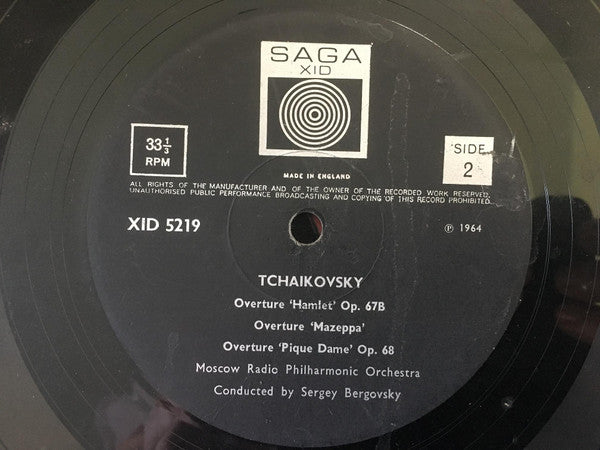 SAGA
XID
33⅓
RPM
SIDE
2
MADE IN ENGLAND
ALL RIGHTS OF THE MANUFACTURER AND OF THE OWNER OF THE RECORDED WORK RESERVED.
UNAUTHORISED PUBLIC PERFORMANCE BROADCASTING AND COPYING OF THIS RECORD PROHIBITED.
XID 5219
℗ 1964
TCHAIKOVSKY
Overture ‘Hamlet’ Op. 67B
Overture ‘Mazeppa’
Overture ‘Pique Dame’ Op. 68
Moscow Radio Philharmonic Orchestra
Conducted by Sergey Bergovsky